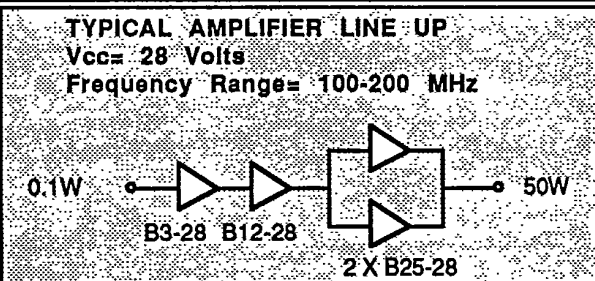 TYPICAL AMPLIFIER LINE UP
Vcc= 28 Volts
Frequency Range= 100-200 MHz
0.1W
50W
B3-28 B12-28
2 X B25-28